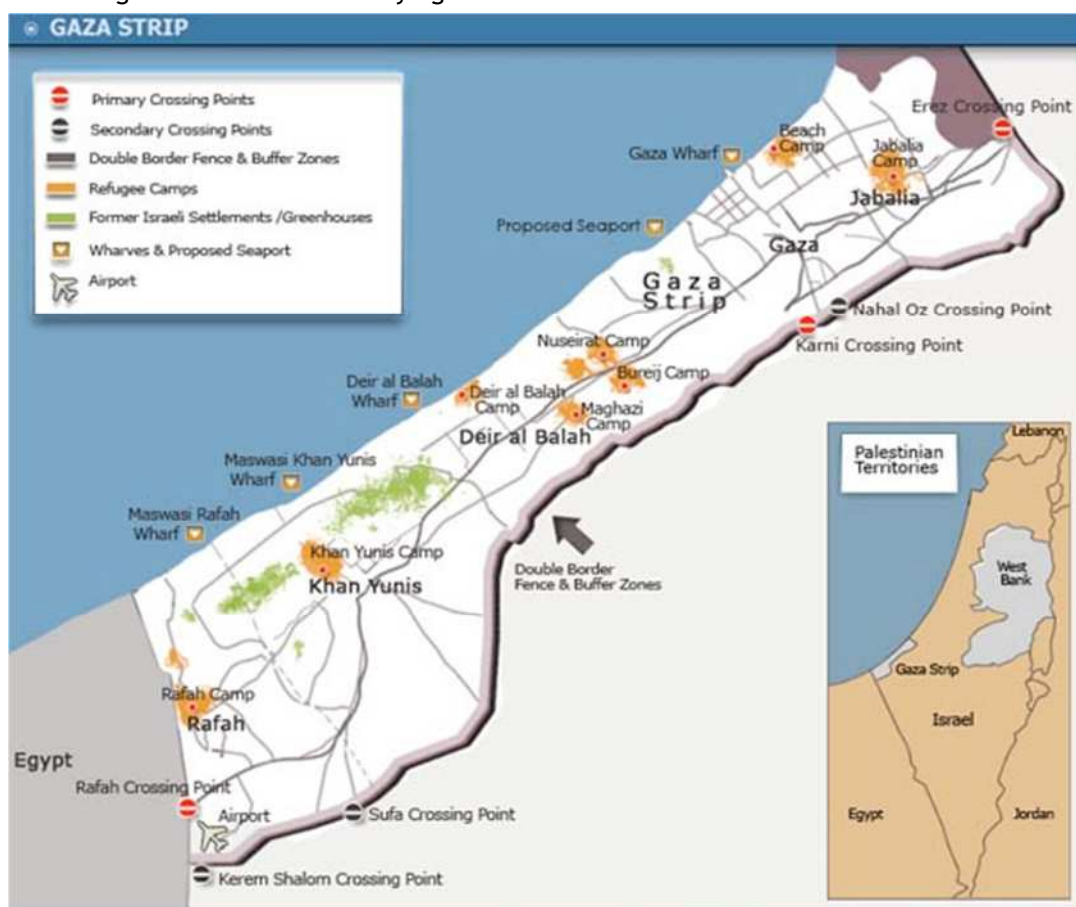 GAZA STRIP
Primary Crossing Points
Secondary Crossing Points
Double Border Fence & Buffer Zones
Refugee Camps
Former Israeli Settlements /Greenhouses
Wharves & Proposed Seaport
Airport
Erez Crossing Point
Beach
Camp
Jabalia
Camp
Jabalia
Gaza Wharf
Proposed Seaport
Gaza
Gaza
Strip
Nahal Oz Crossing Point
Karni Crossing Point
Nuseirat Camp
Bureij Camp
Deir al Balah
Wharf
Deir al Balah
Camp
Maghazi
Camp
Deir al Balah
Maswasi Khan Yunis
Wharf
Maswasi Rafah
Wharf
Khan Yunis Camp
Khan Yunis
Double Border
Fence & Buffer Zones
Rafah Camp
Rafah
Egypt
Rafah Crossing Point
Airport
Sufa Crossing Point
Kerem Shalom Crossing Point
Palestinian
Territories
Lebanon
West
Bank
Gaza Strip
Israel
Egypt
Jordan